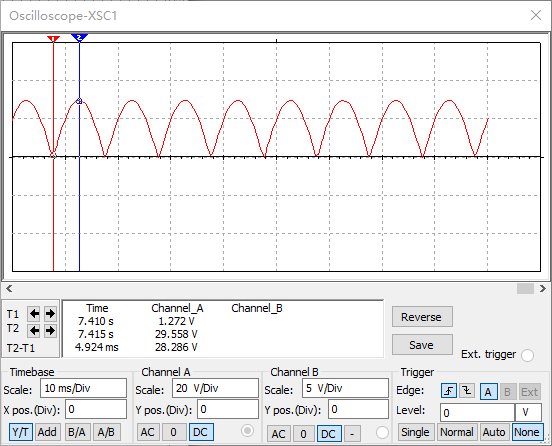 Oscilloscope-XSC1
1 2
Time Channel_A Channel_B
T1 7.410 s 1.272 V
T2 7.415 s 29.558 V
T2-T1 4.924 ms 28.286 V
Reverse
Save
Ext. trigger
Timebase
Scale: 10 ms/Div
X pos.(Div): 0
Y/T Add B/A A/B
Channel A
Scale: 20 V/Div
Y pos.(Div): 0
AC 0 DC
Channel B
Scale: 5 V/Div
Y pos.(Div): 0
AC 0 DC -
Trigger
Edge: A B Ext
Level: 0 V
Single Normal Auto None